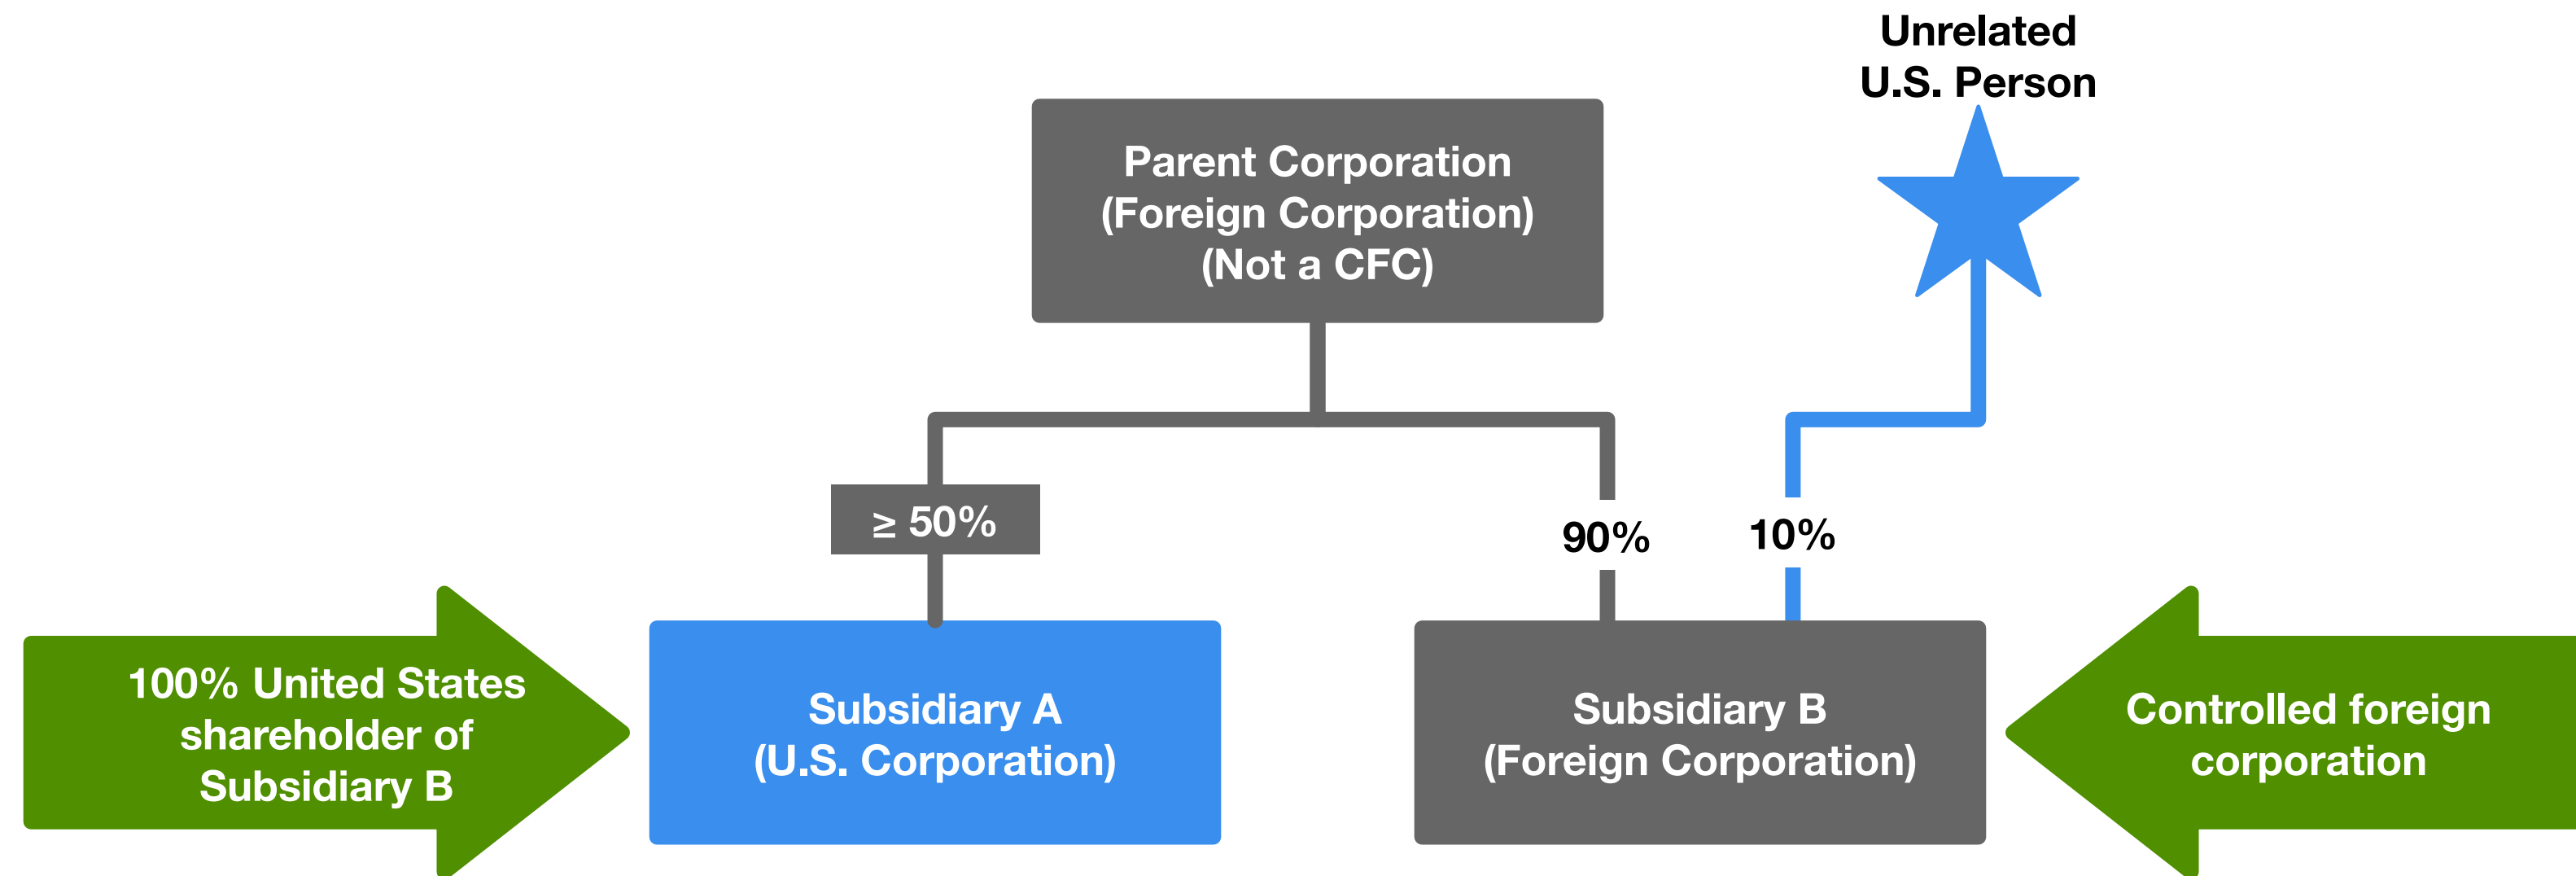 Unrelated
U.S. Person
Parent Corporation
(Foreign Corporation)
(Not a CFC)
≥ 50%
90%
10%
100% United States
shareholder of
Subsidiary B
Subsidiary A
(U.S. Corporation)
Subsidiary B
(Foreign Corporation)
Controlled foreign
corporation